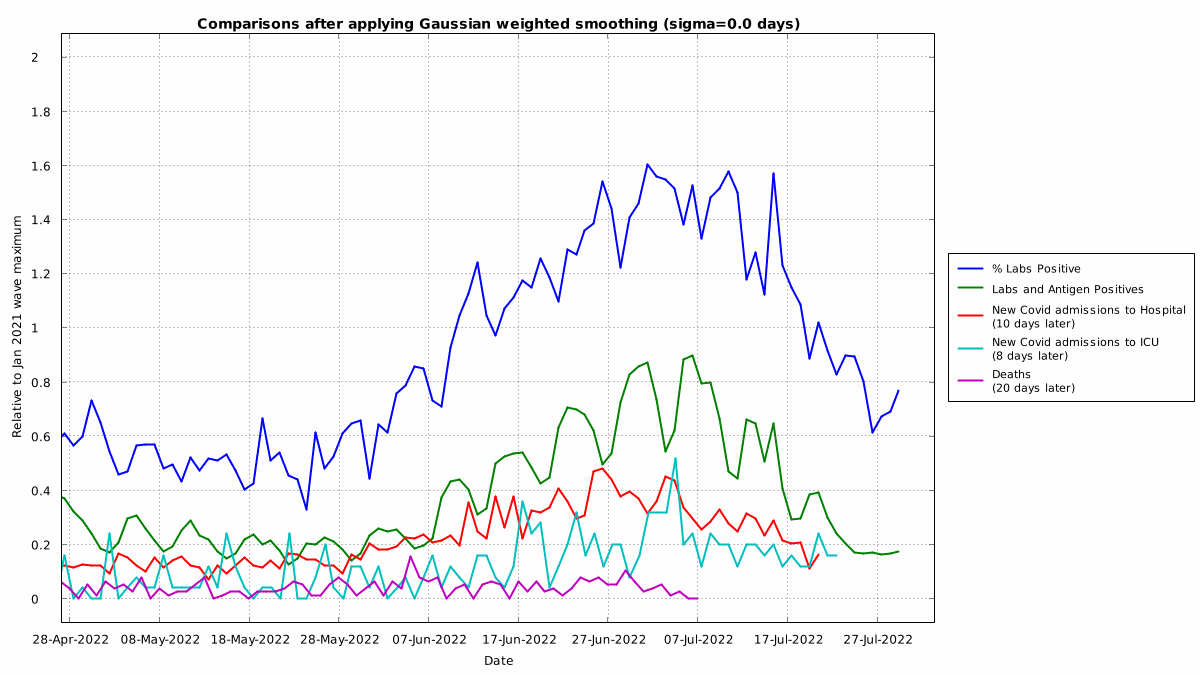 Comparisons after applying Gaussian weighted smoothing (sigma=0.0 days)
Relative to Jan 2021 wave maximum
2
1.8
1.6
1.4
1.2
1
0.8
0.6
0.4
0.2
0
28-Apr-2022 08-May-2022 18-May-2022 28-May-2022 07-Jun-2022 17-Jun-2022 27-Jun-2022 07-Jul-2022 17-Jul-2022 27-Jul-2022
Date
% Labs Positive
Labs and Antigen Positives
New Covid admissions to Hospital
(10 days later)
New Covid admissions to ICU
(8 days later)
Deaths
(20 days later)